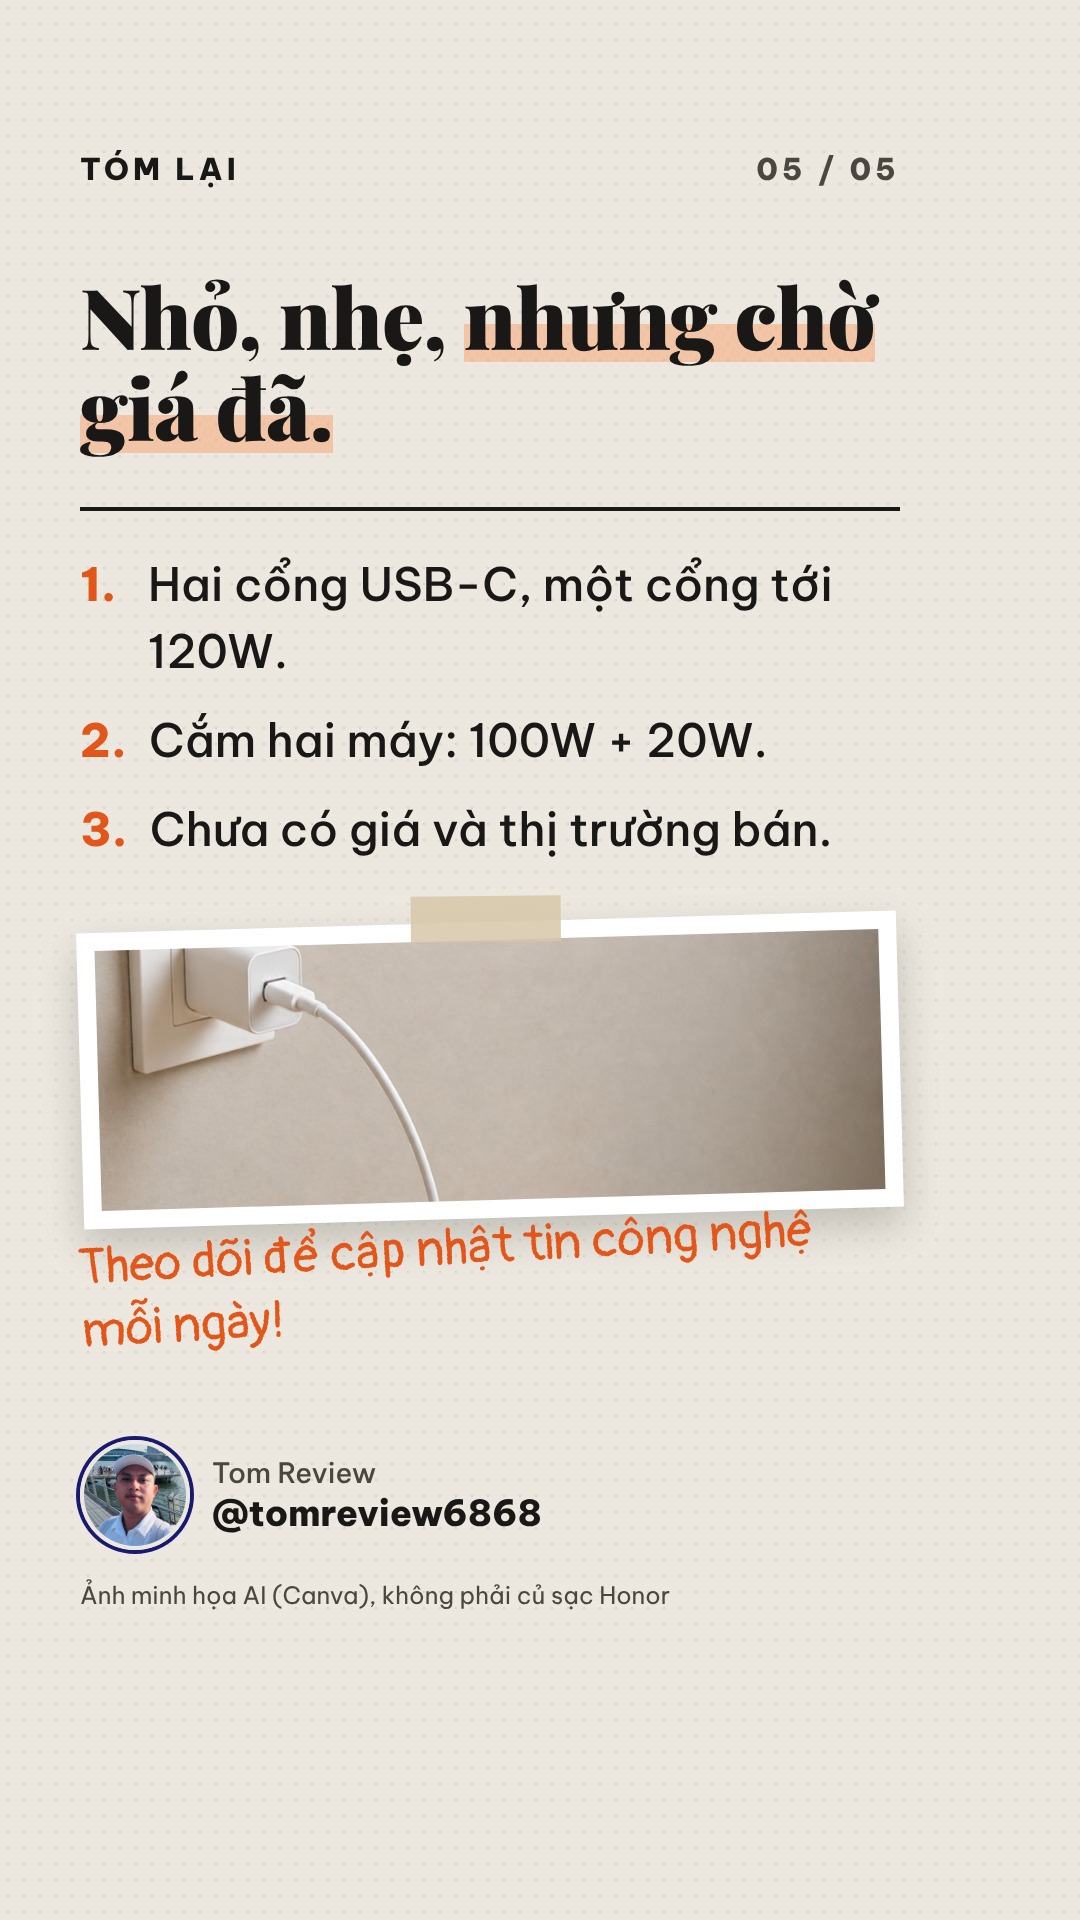 TÓM LẠI
05 / 05
Nhỏ, nhẹ, nhưng chờ
giá đã.
1. Hai cổng USB-C, một cổng tới
120W.
2. Cắm hai máy: 100W + 20W.
3. Chưa có giá và thị trường bán.
Theo dõi để cập nhật tin công nghệ
mỗi ngày!
Tom Review
@tomreview6868
Ảnh minh họa AI (Canva), không phải củ sạc Honor